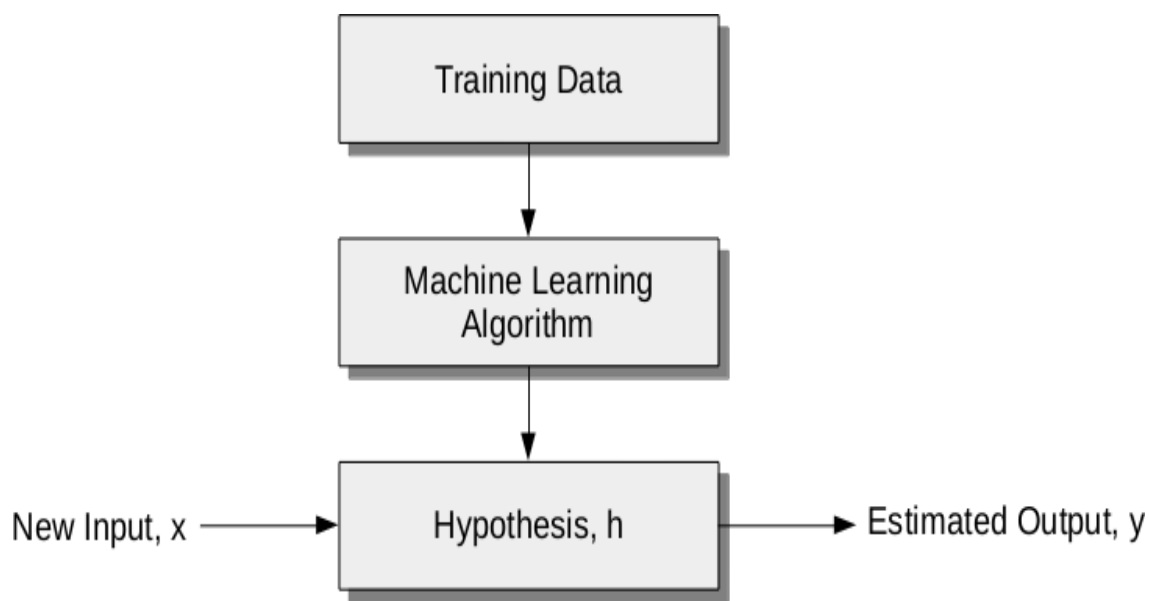 Training Data
Machine Learning
Algorithm
New Input, x
Hypothesis, h
Estimated Output, y